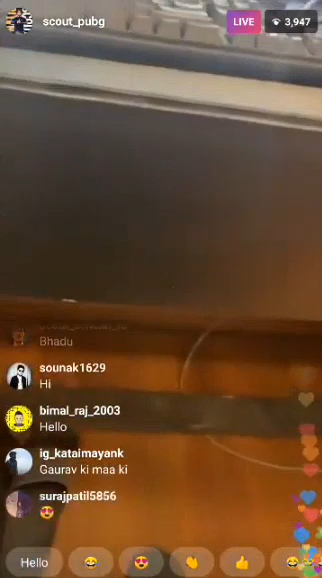 scout_pubg
LIVE
3,947
Bhadu
sounak1629
Hi
bimal_raj_2003
Hello
ig_kataimayank
Gaurav ki maa ki
surajpatil5856
😍
Hello 😂 😍 👏 👍 😂